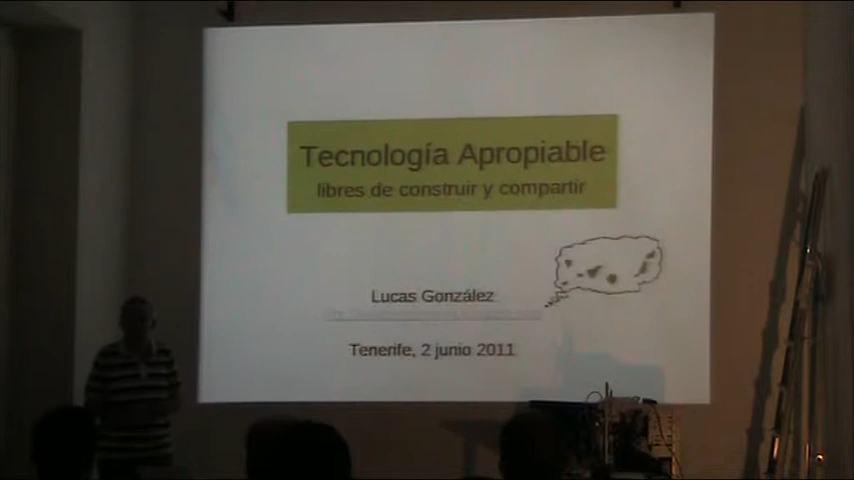 Tecnología Apropiable
libres de construir y compartir
Lucas González
Tenerife, 2 junio 2011